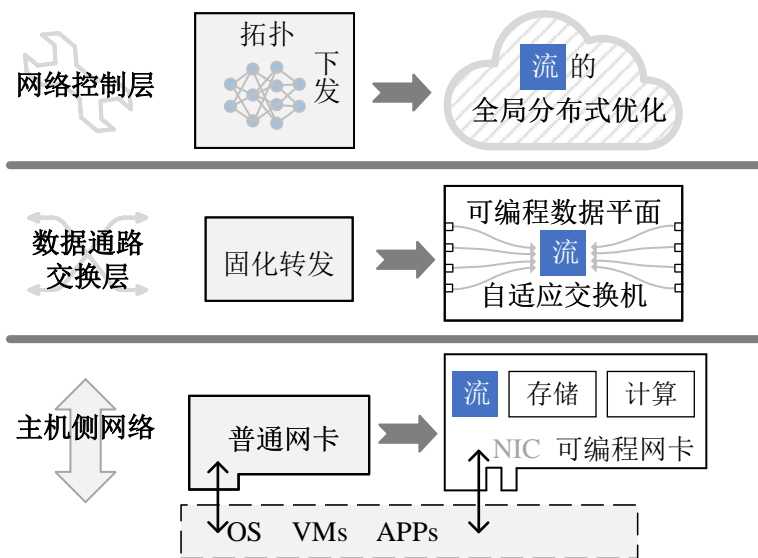 网络控制层
拓扑
下发
流 的
全局分布式优化
数据通路
交换层
固化转发
可编程数据平面
流
自适应交换机
主机侧网络
普通网卡
流 存储 计算
NIC 可编程网卡
OS VMs APPs